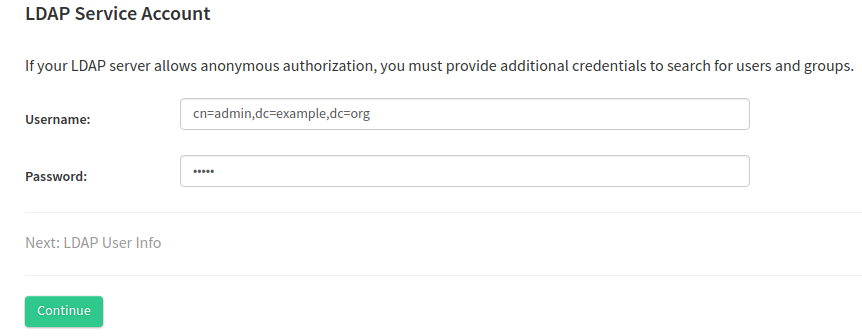 LDAP Service Account
If your LDAP server allows anonymous authorization, you must provide additional credentials to search for users and groups.
Username:
cn=admin,dc=example,dc=org
Password:
•••••
Next: LDAP User Info
Continue